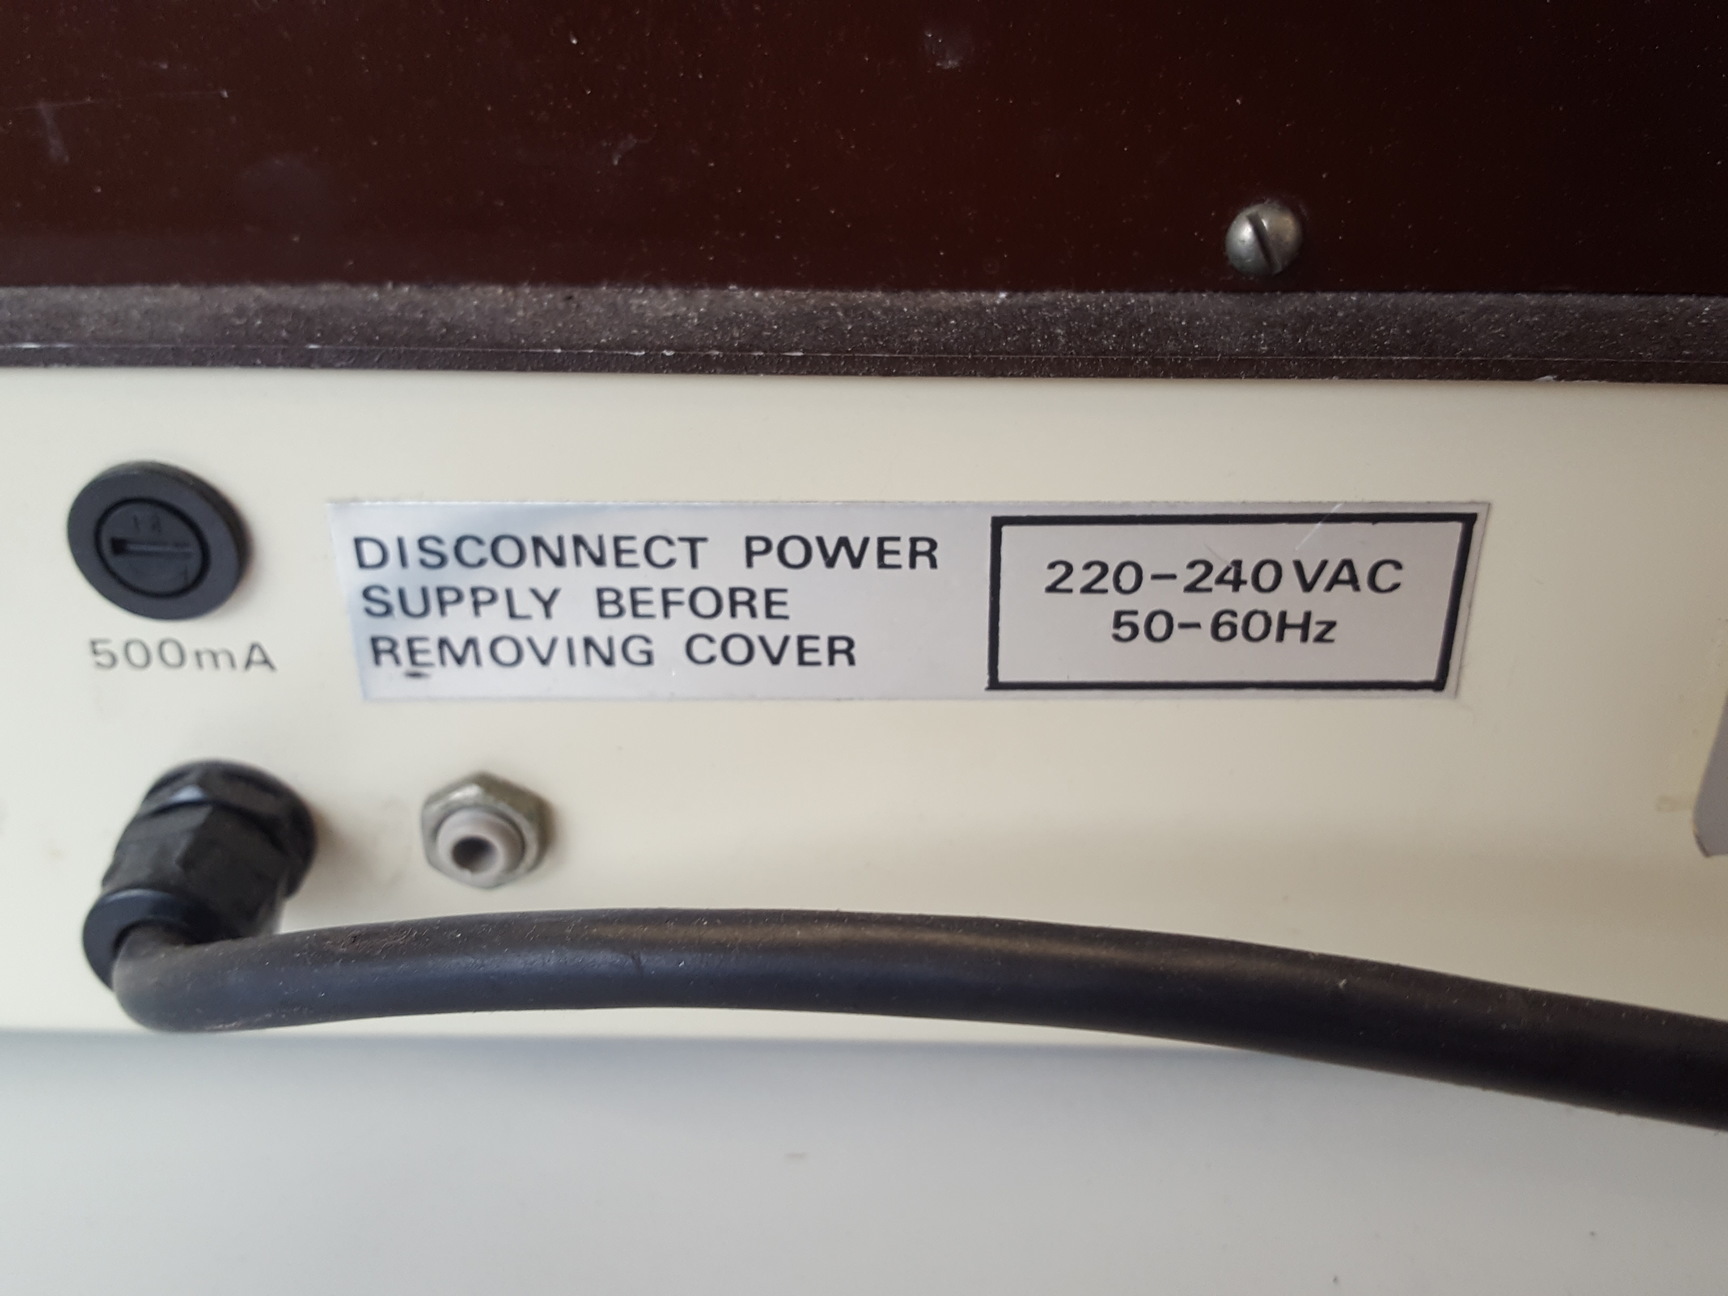 500mA
DISCONNECT POWER
SUPPLY BEFORE
REMOVING COVER
220-240VAC
50-60Hz